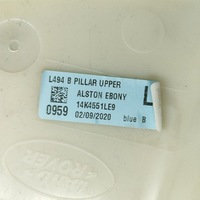 L494 B PILLAR UPPER
ALSTON EBONY
L
14K4551LE9
0959
02/09/2020
blue B